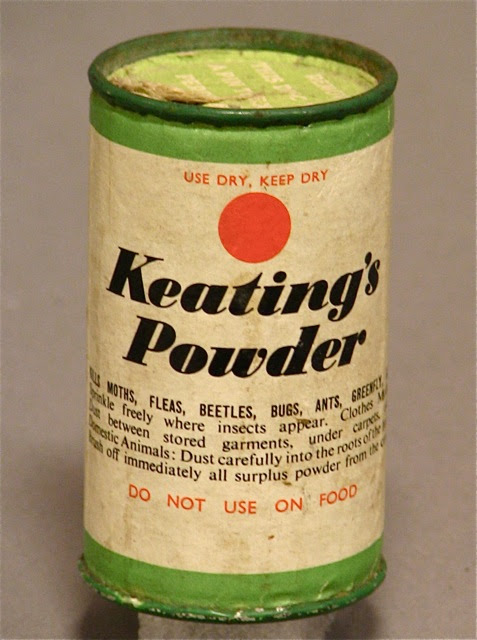 USE DRY, KEEP DRY
Keating's
Powder
MOTHS, FLEAS, BEETLES, BUGS, ANTS, GREENFLY,
freely where insects appear. Clothes
between stored garments, under carpets,
Domestic Animals: Dust carefully into the roots of the
off immediately all surplus powder from the
DO NOT USE ON FOOD